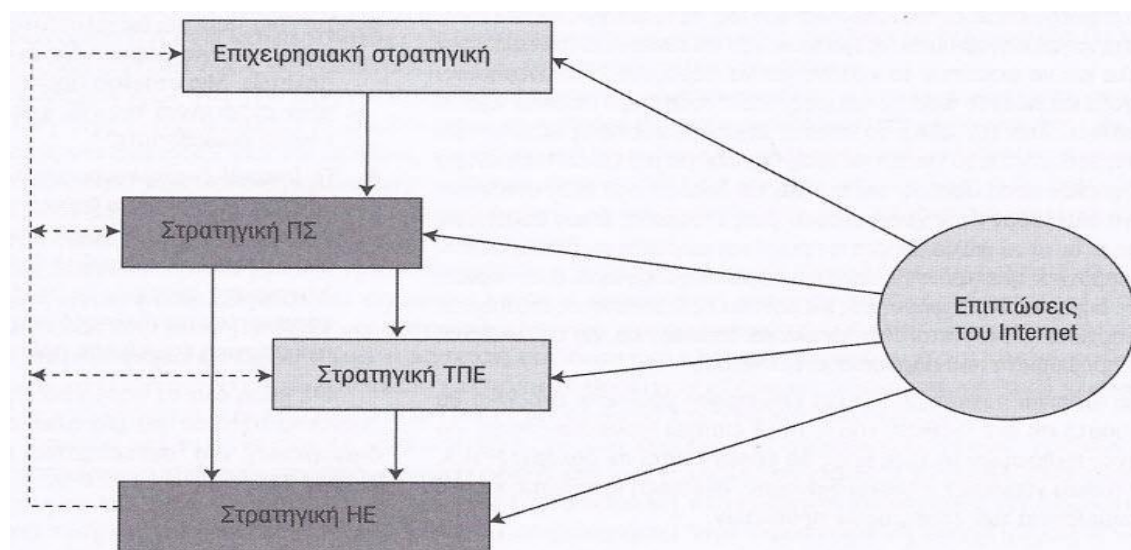 Επιχειρησιακή στρατηγική
Στρατηγική ΠΣ
Επιπτώσεις
του Internet
Στρατηγική ΤΠΕ
Στρατηγική ΗΕ